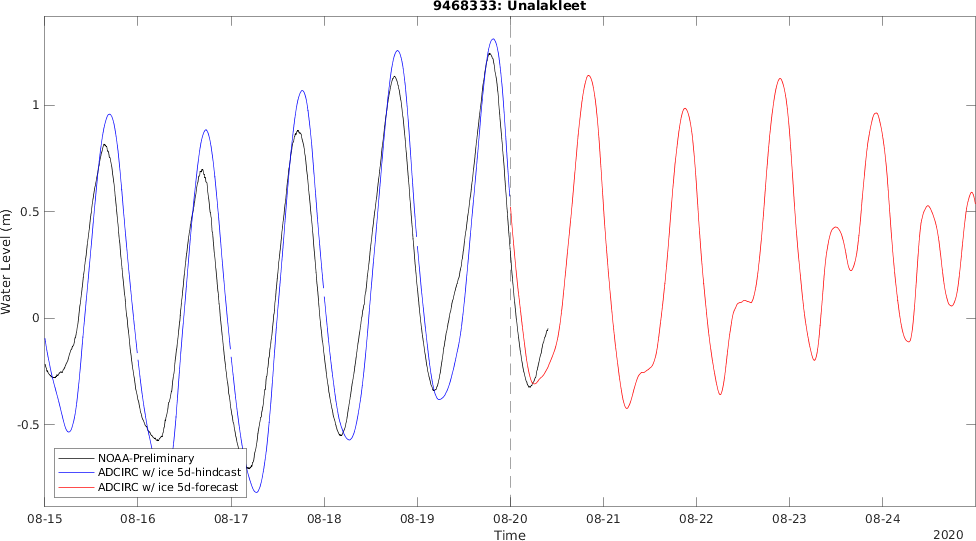 9468333: Unalakleet
Water Level (m)
1
0.5
0
-0.5
NOAA-Preliminary
ADCIRC w/ ice 5d-hindcast
ADCIRC w/ ice 5d-forecast
08-15 08-16 08-17 08-18 08-19 08-20 08-21 08-22 08-23 08-24
Time
2020